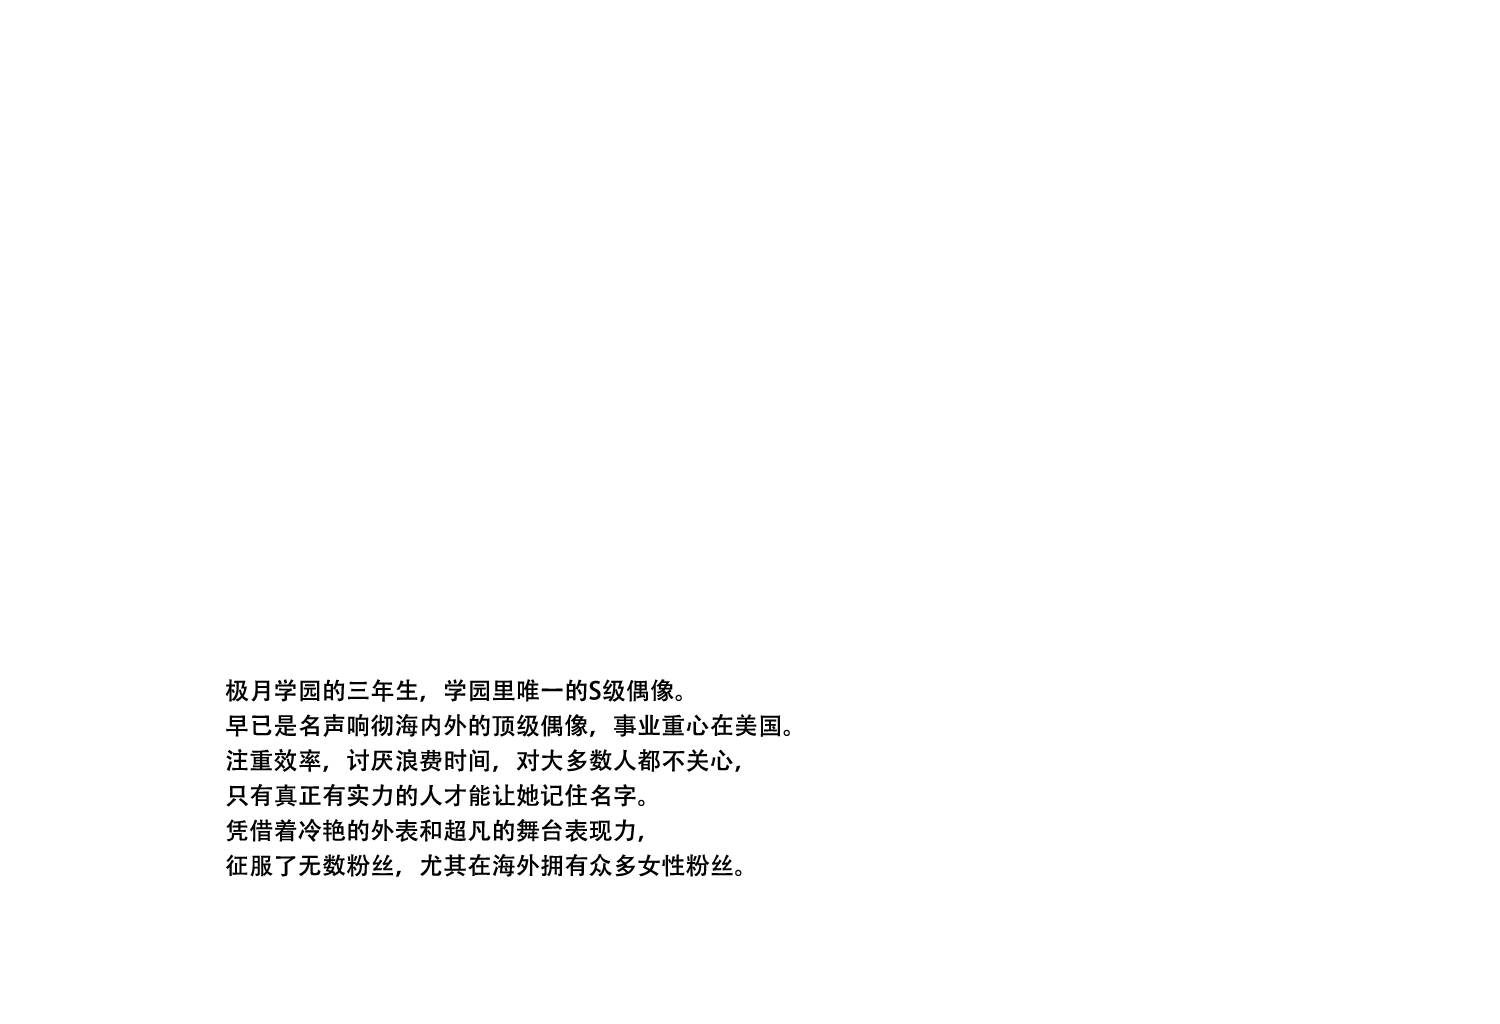 极月学园的三年生，学园里唯一的S级偶像。
早已是名声响彻海内外的顶级偶像，事业重心在美国。
注重效率，讨厌浪费时间，对大多数人都不关心，
只有真正有实力的人才能让她记住名字。
凭借着冷艳的外表和超凡的舞台表现力，
征服了无数粉丝，尤其在海外拥有众多女性粉丝。